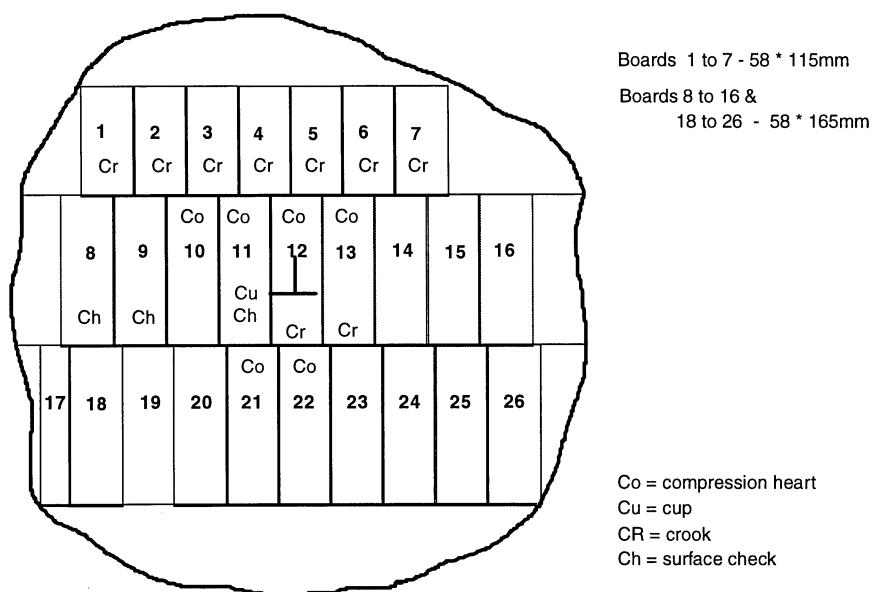 Boards 1 to 7 - 58 * 115mm
Boards 8 to 16 &
18 to 26 - 58 * 165mm
1 2 3 4 5 6 7
Cr Cr Cr Cr Cr Cr Cr
Co Co Co Co
8 9 10 11 12 13 14 15 16
Cu
Ch Ch Ch Cr Cr
Co Co
17 18 19 20 21 22 23 24 25 26
Co = compression heart
Cu = cup
CR = crook
Ch = surface check